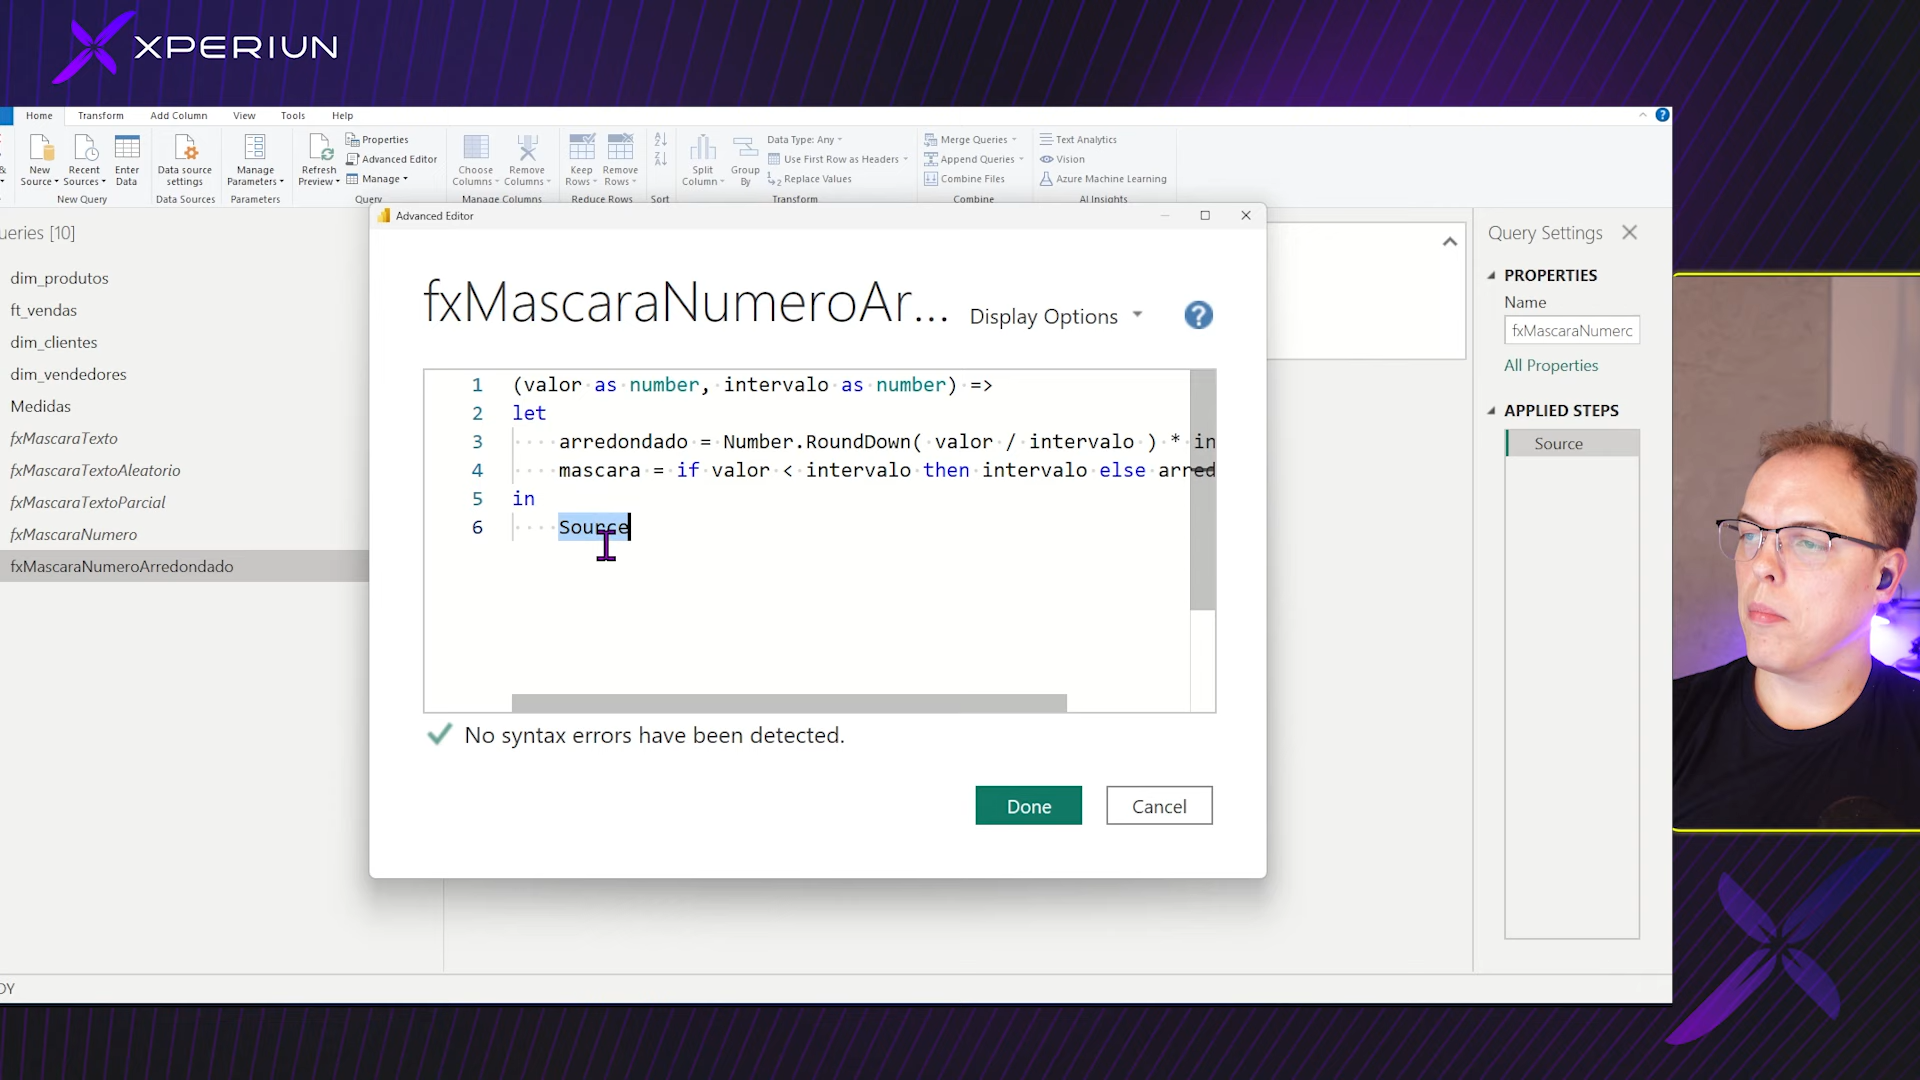 XPERIUN
Home Transform Add Column View Tools Help
New Source
Recent Sources
Enter Data
New Query
Data source settings
Data Sources
Manage Parameters
Parameters
Refresh Preview
Properties
Advanced Editor
Manage
Query
Choose Columns
Remove Columns
Manage Columns
Keep Rows
Remove Rows
Reduce Rows
Sort
Split Column
Group By
Data Type: Any
Use First Row as Headers
Replace Values
Transform
Merge Queries
Append Queries
Combine Files
Combine
Text Analytics
Vision
Azure Machine Learning
AI Insights
ueries [10]
dim_produtos
ft_vendas
dim_clientes
dim_vendedores
Medidas
fxMascaraTexto
fxMascaraTextoAleatorio
fxMascaraTextoParcial
fxMascaraNumero
fxMascaraNumeroArredondado
Advanced Editor
fxMascaraNumeroAr...
Display Options
1 (valor as number, intervalo as number) =>
2 let
3 arredondado = Number.RoundDown( valor / intervalo ) * in
4 mascara = if valor < intervalo then intervalo else arred
5 in
6 Source
No syntax errors have been detected.
Done
Cancel
Query Settings
PROPERTIES
Name
fxMascaraNumerc
All Properties
APPLIED STEPS
Source
DY